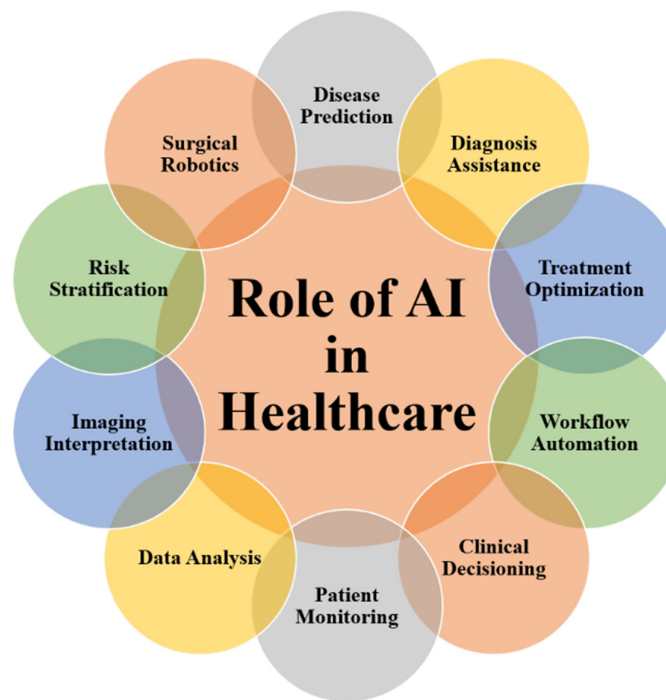 Disease
Prediction
Diagnosis
Assistance
Treatment
Optimization
Workflow
Automation
Clinical
Decisioning
Patient
Monitoring
Data Analysis
Imaging
Interpretation
Risk
Stratification
Surgical
Robotics
Role of AI
in
Healthcare